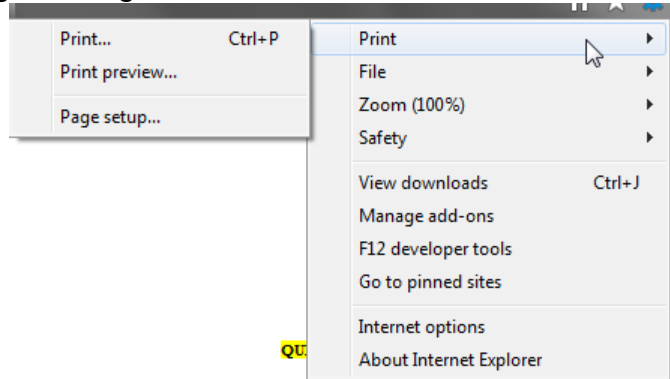 Print... Ctrl+P
Print preview...
Page setup...
Print
File
Zoom (100%)
Safety
View downloads Ctrl+J
Manage add-ons
F12 developer tools
Go to pinned sites
Internet options
About Internet Explorer